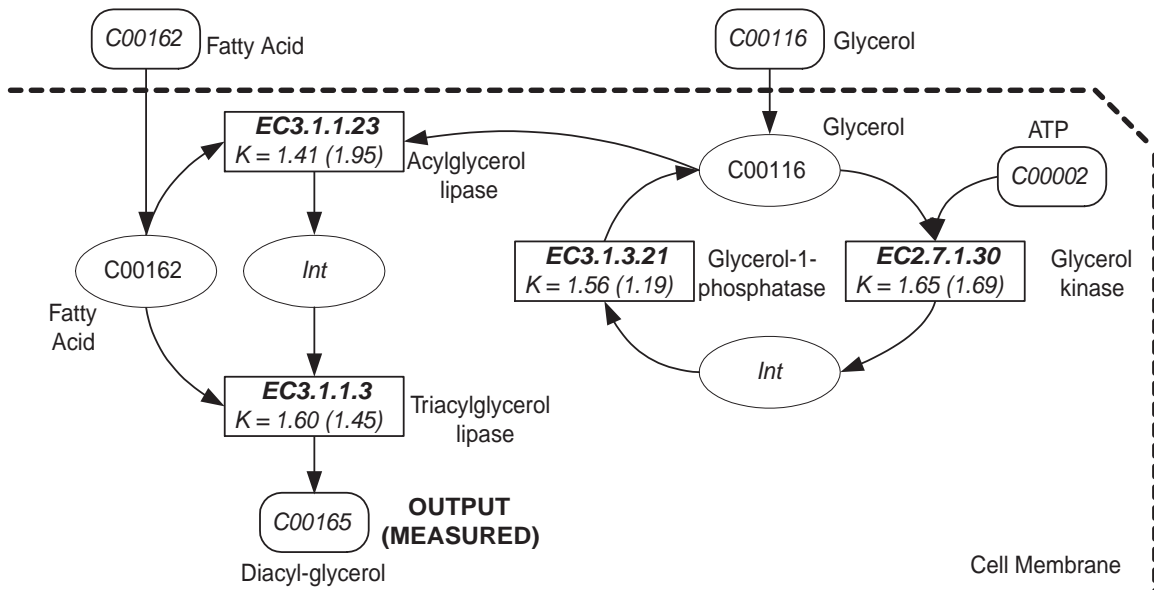 C00162
Fatty Acid
C00116
Glycerol
EC3.1.1.23
K = 1.41 (1.95)
Acylglycerol
lipase
Glycerol
C00116
ATP
C00002
C00162
Fatty
Acid
Int
EC3.1.3.21
K = 1.56 (1.19)
Glycerol-1-
phosphatase
EC2.7.1.30
K = 1.65 (1.69)
Glycerol
kinase
Int
EC3.1.1.3
K = 1.60 (1.45)
Triacylglycerol
lipase
C00165
OUTPUT
(MEASURED)
Diacyl-glycerol
Cell Membrane